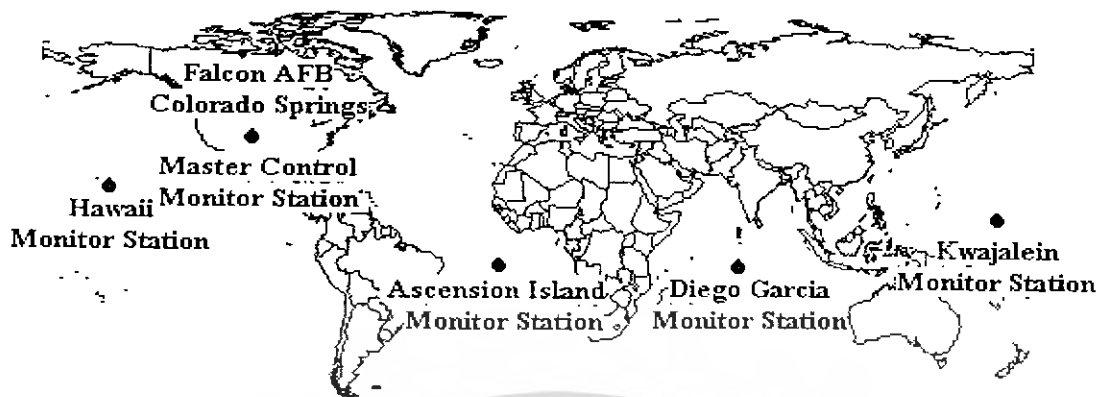 Falcon AFB
Colorado Springs
Master Control
Monitor Station
Hawaii
Monitor Station
Ascension Island
Monitor Station
Diego Garcia
Monitor Station
Kwajalein
Monitor Station